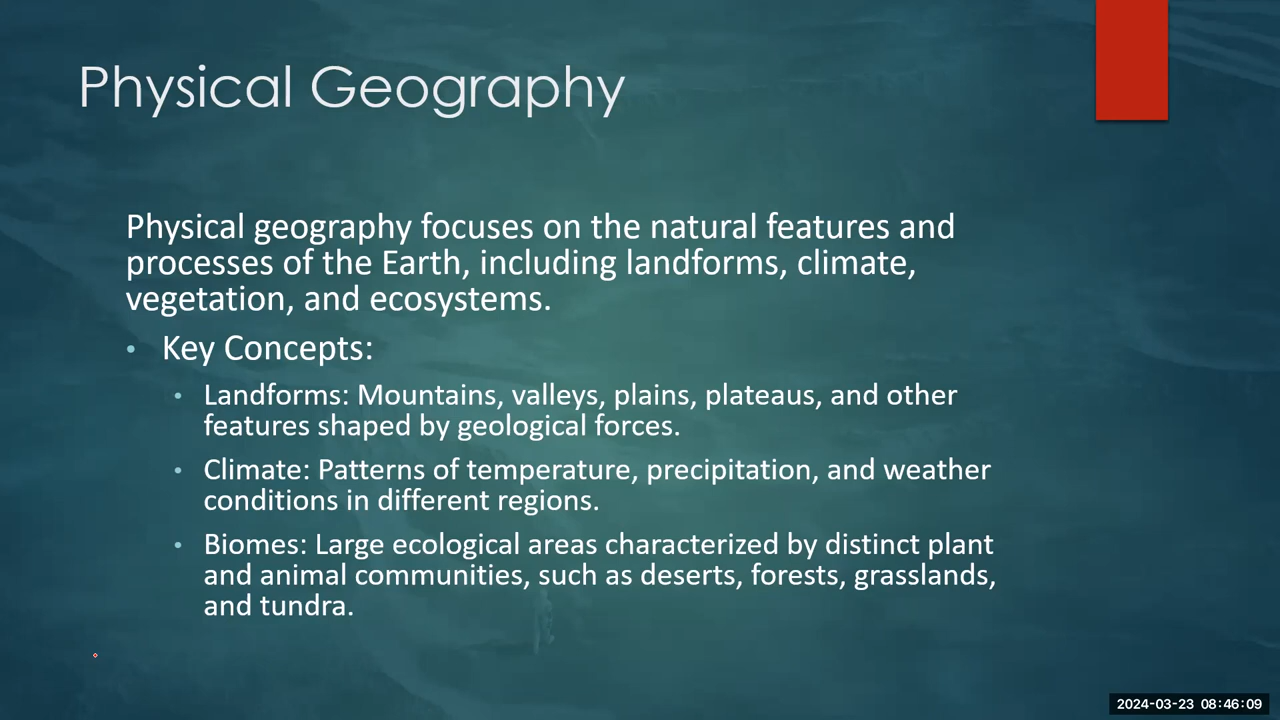 Physical Geography
Physical geography focuses on the natural features and
processes of the Earth, including landforms, climate,
vegetation, and ecosystems.
• Key Concepts:
• Landforms: Mountains, valleys, plains, plateaus, and other
features shaped by geological forces.
• Climate: Patterns of temperature, precipitation, and weather
conditions in different regions.
• Biomes: Large ecological areas characterized by distinct plant
and animal communities, such as deserts, forests, grasslands,
and tundra.
2024-03-23 08:46:09